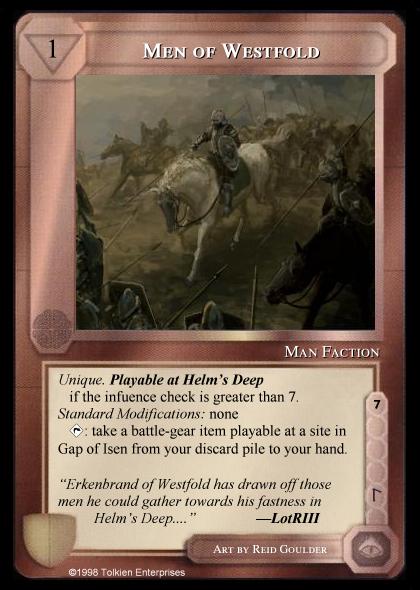 1
Men of Westfold
Man Faction
Unique. Playable at Helm's Deep
if the infuence check is greater than 7.
Standard Modifications: none
: take a battle-gear item playable at a site in
Gap of Isen from your discard pile to your hand.
7
“Erkenbrand of Westfold has drawn off those
men he could gather towards his fastness in
Helm's Deep....” —LotRIII
Art by Reid Goulder
©1998 Tolkien Enterprises